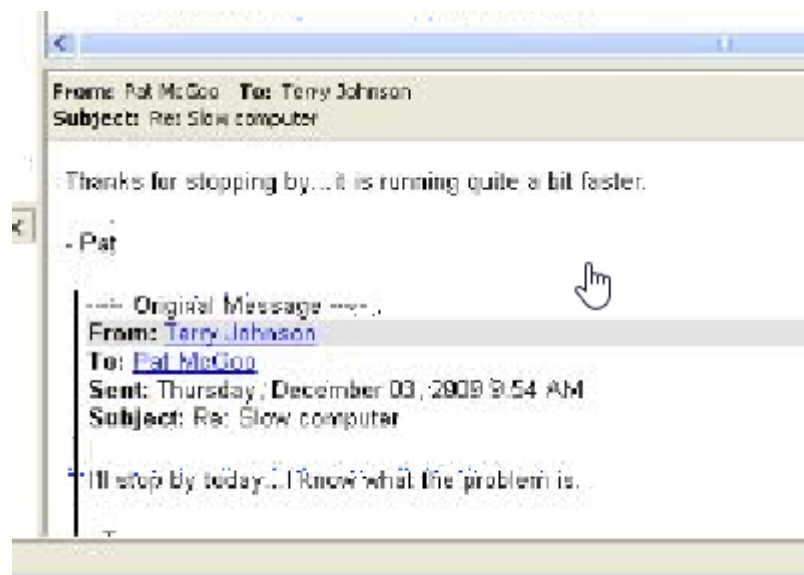 From: Pat McGoo To: Terry Johnson
Subject: Re: Slow computer
Thanks for stopping by...it is running quite a bit faster.
- Pat
---- Original Message ----
From: Terry Johnson
To: Pat McGoo
Sent: Thursday, December 03, 2009 9:54 AM
Subject: Re: Slow computer
I'll stop by today...I know what the problem is.